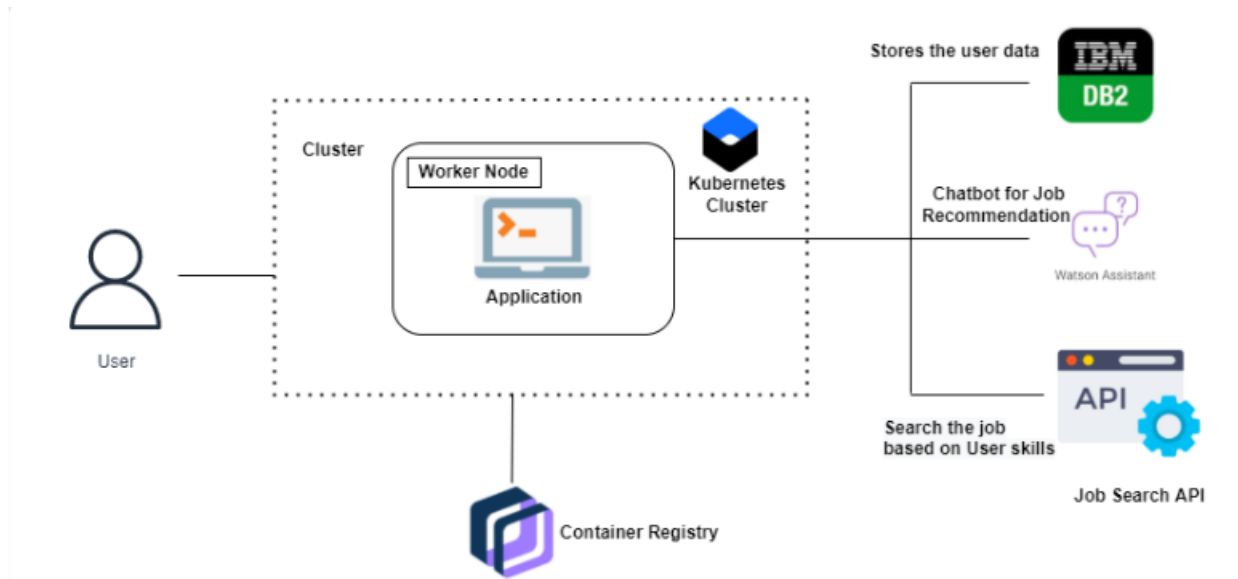 Stores the user data
IBM
DB2
Cluster
Worker Node
Kubernetes
Cluster
Chatbot for Job
Recommendation
?
Watson Assistant
Application
User
API
Search the job
based on User skills
Job Search API
Container Registry